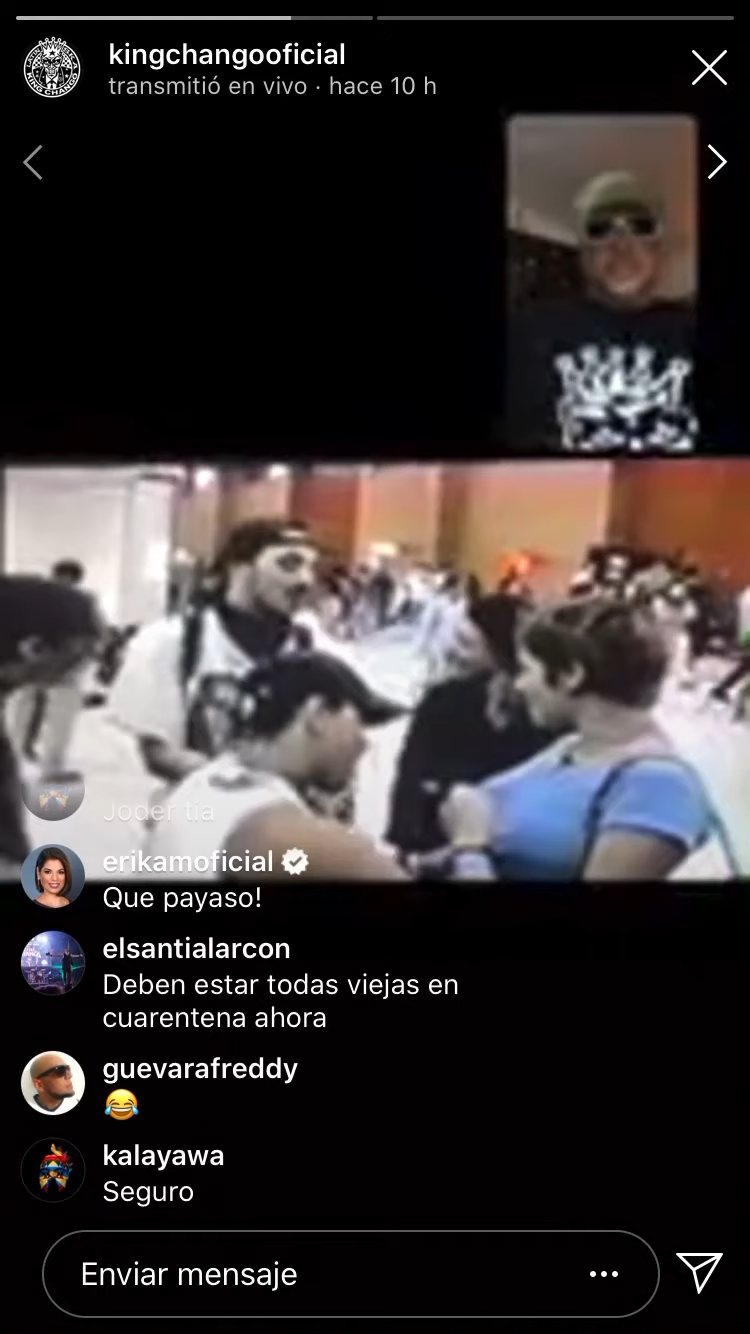 kingchangooficial
transmitió en vivo · hace 10 h
Joder tia
erikamoficial
Que payaso!
elsantialarcon
Deben estar todas viejas en
cuarentena ahora
guevarafreddy
😂
kalayawa
Seguro
Enviar mensaje